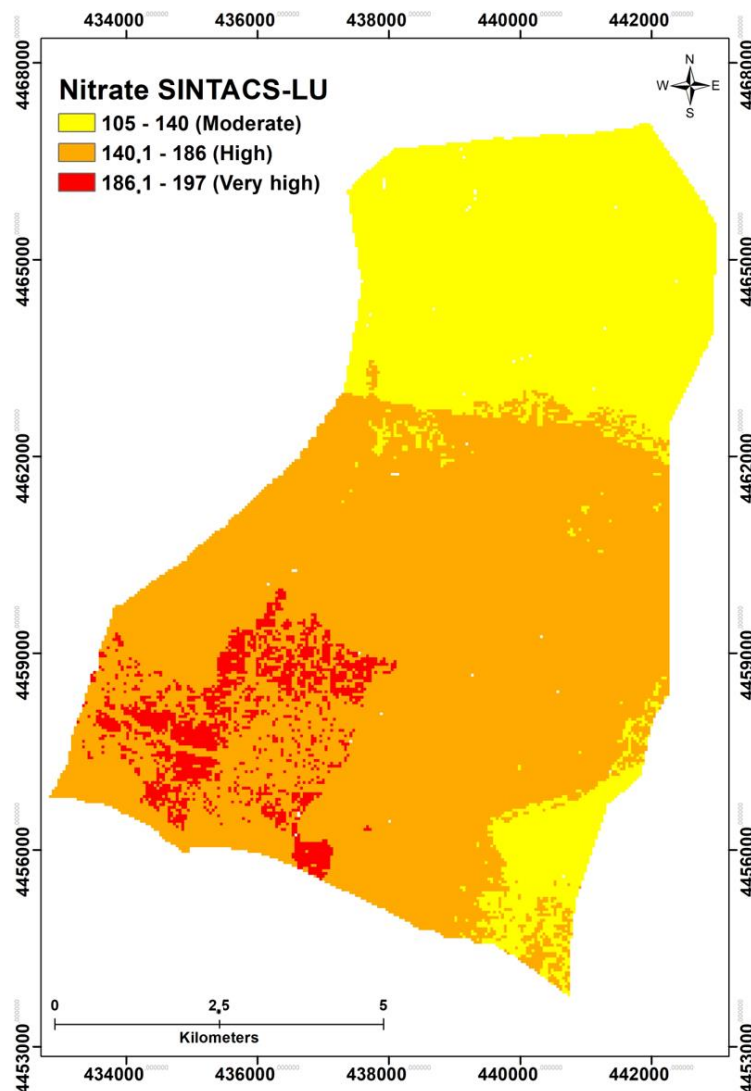 434000 436000 438000 440000 442000
4468000 4468000
Nitrate SINTACS-LU
N
W E
S
105 - 140 (Moderate)
140.1 - 186 (High)
186.1 - 197 (Very high)
4465000 4465000
4462000 4462000
4459000 4459000
4456000 4456000
0 2.5 5
Kilometers
4453000 4453000
434000 436000 438000 440000 442000